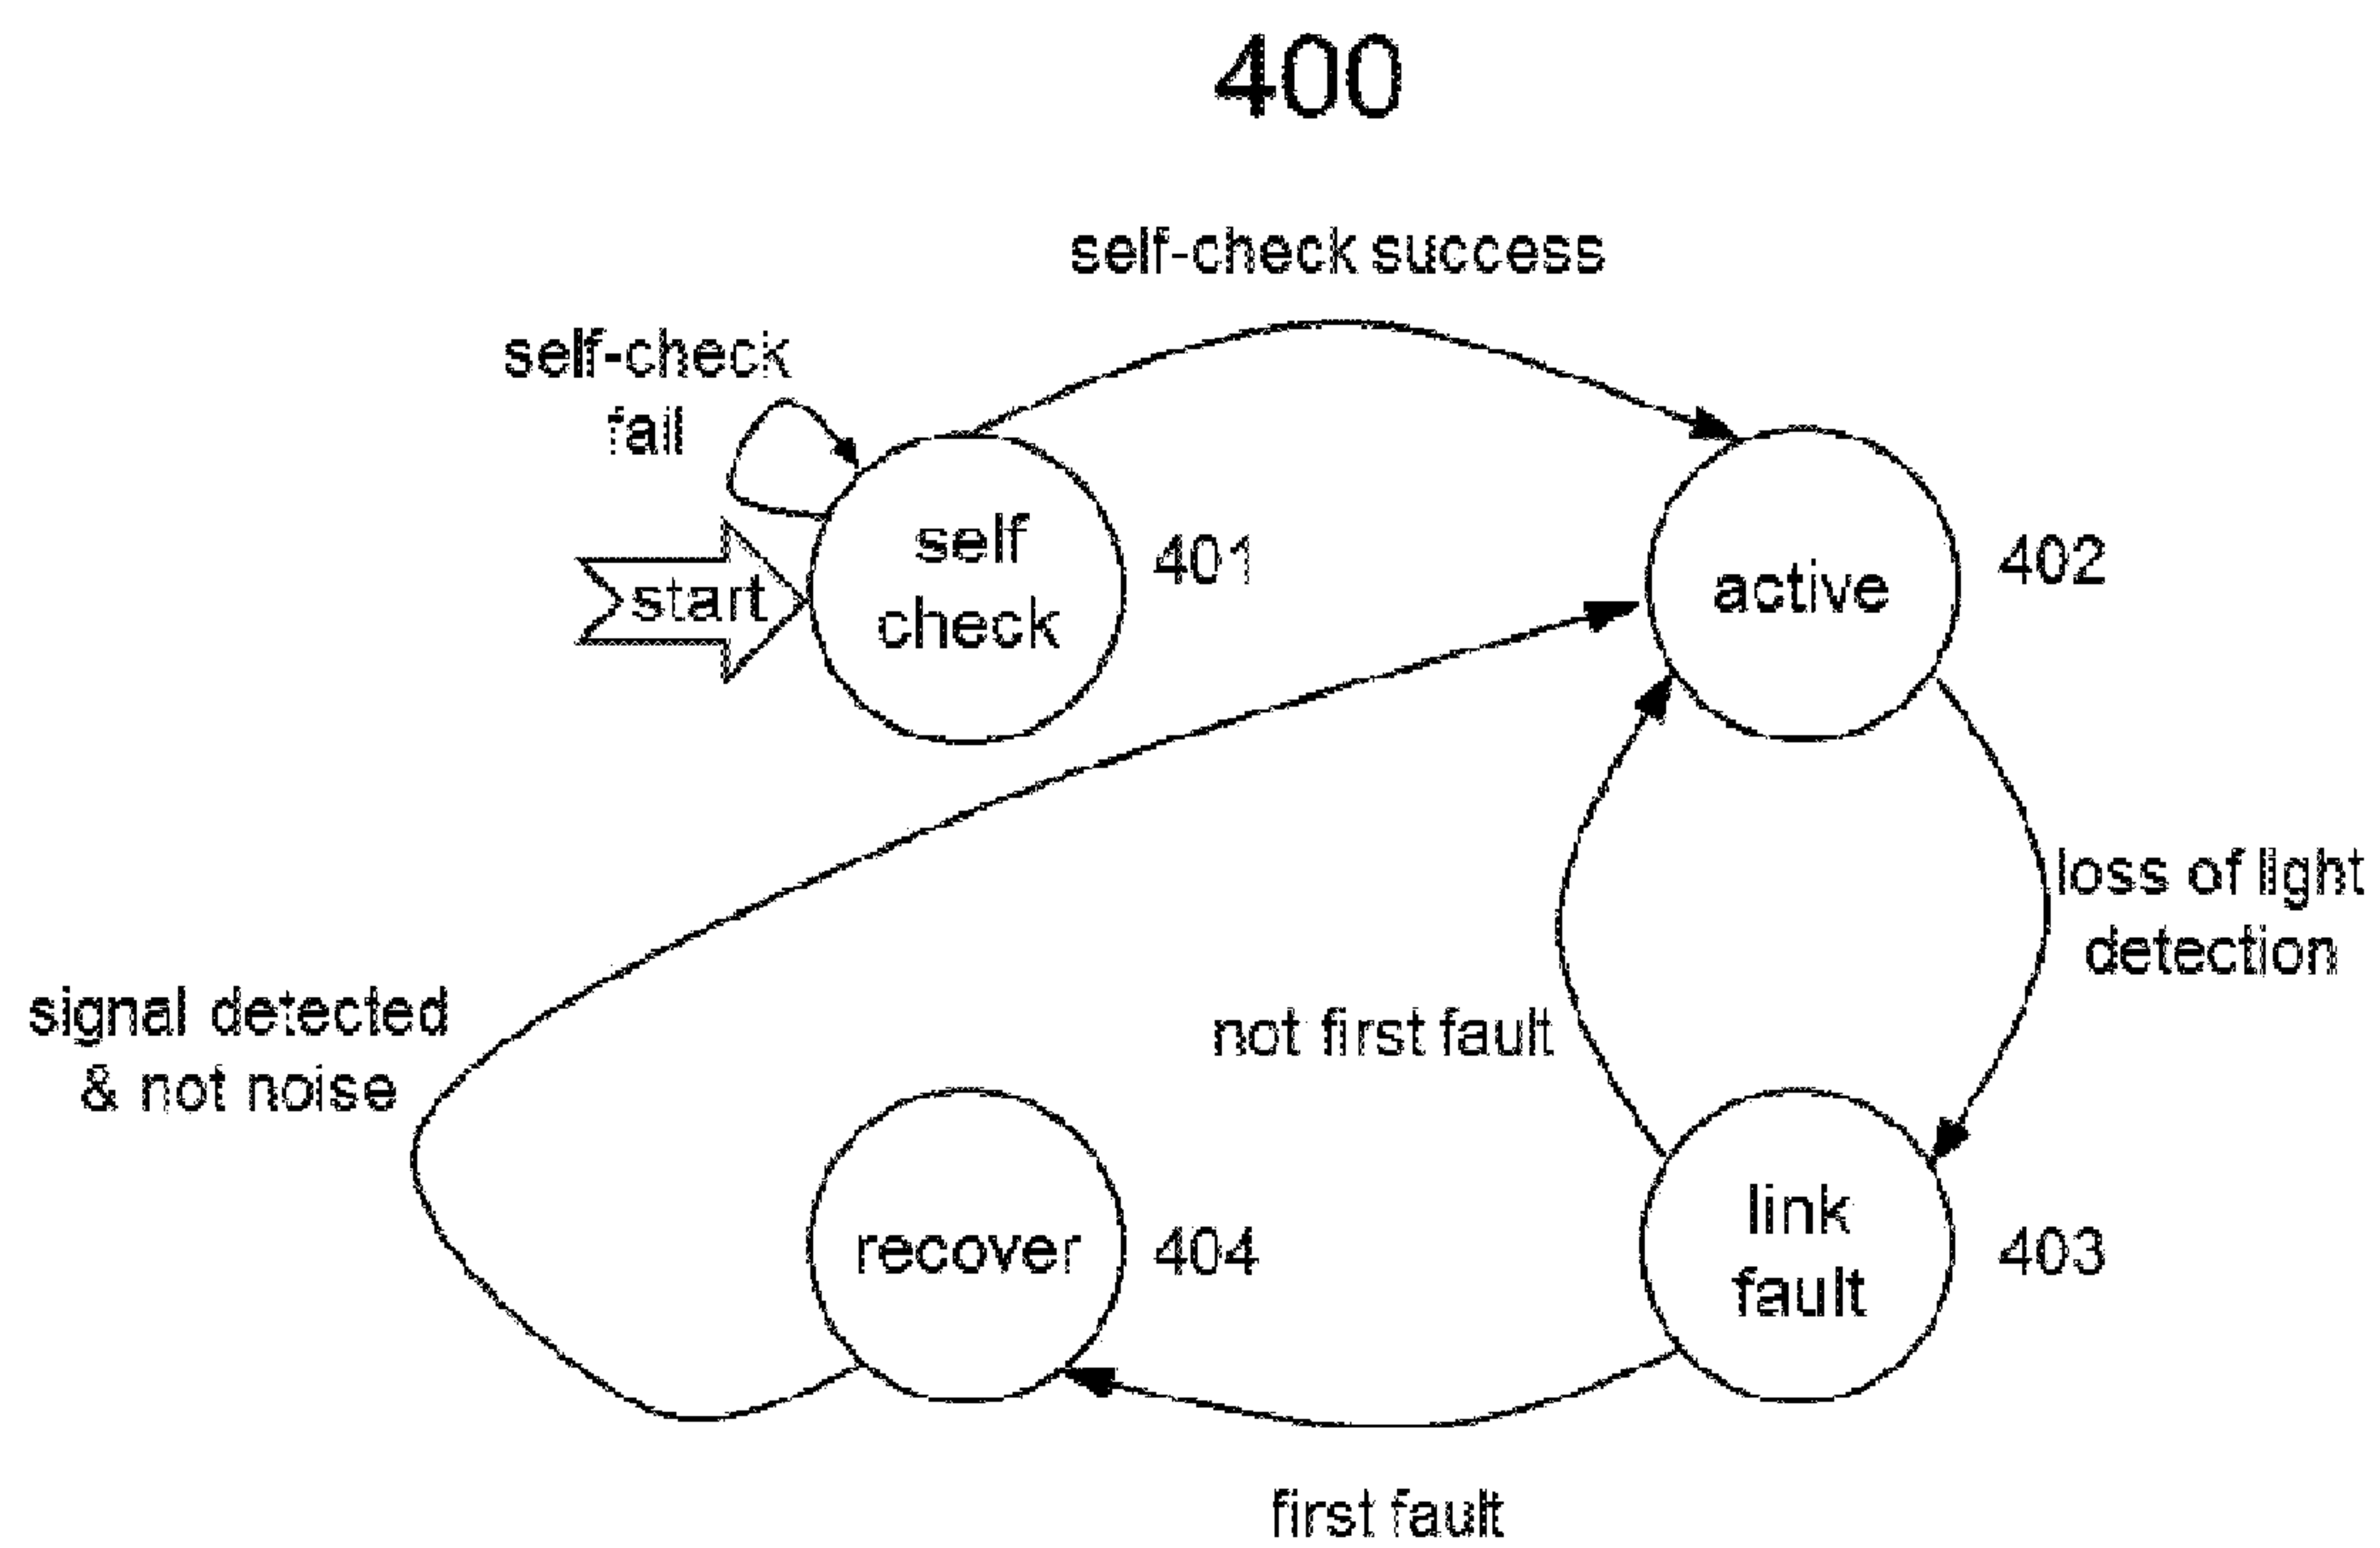 400
self-check success
self-check
fail
start
self
check
401
active
402
loss of light
detection
not first fault
signal detected
& not noise
recover
404
link
fault
403
first fault